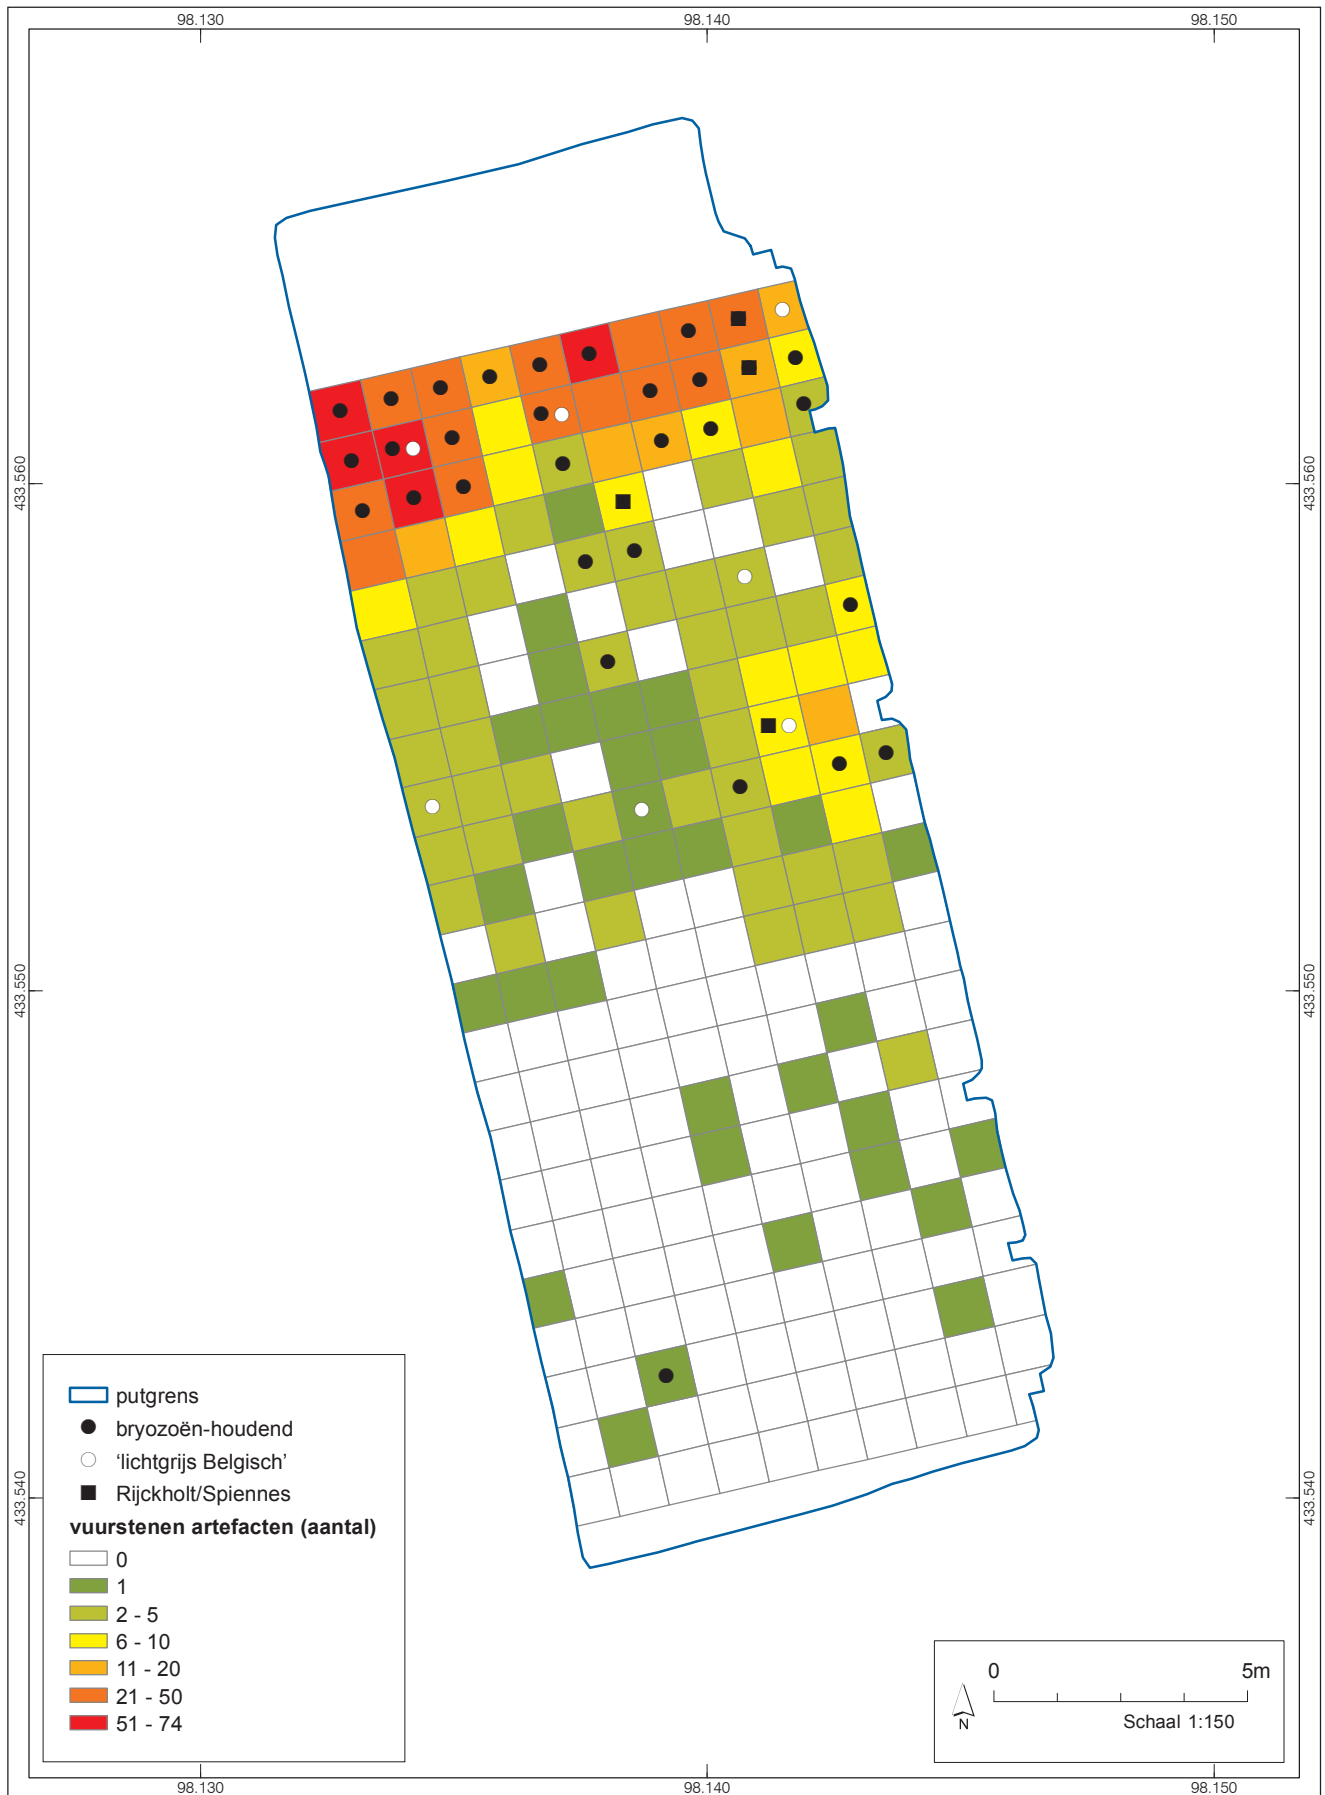 98.130
98.140
98.150
433.560
433.560
433.550
433.550
433.540
433.540
putgrens
bryozoën-houdend
‘lichtgrijs Belgisch’
Rijckholt/Spiennes
vuurstenen artefacten (aantal)
0
1
2 - 5
6 - 10
11 - 20
21 - 50
51 - 74
0 5m
N
Schaal 1:150
98.130
98.140
98.150